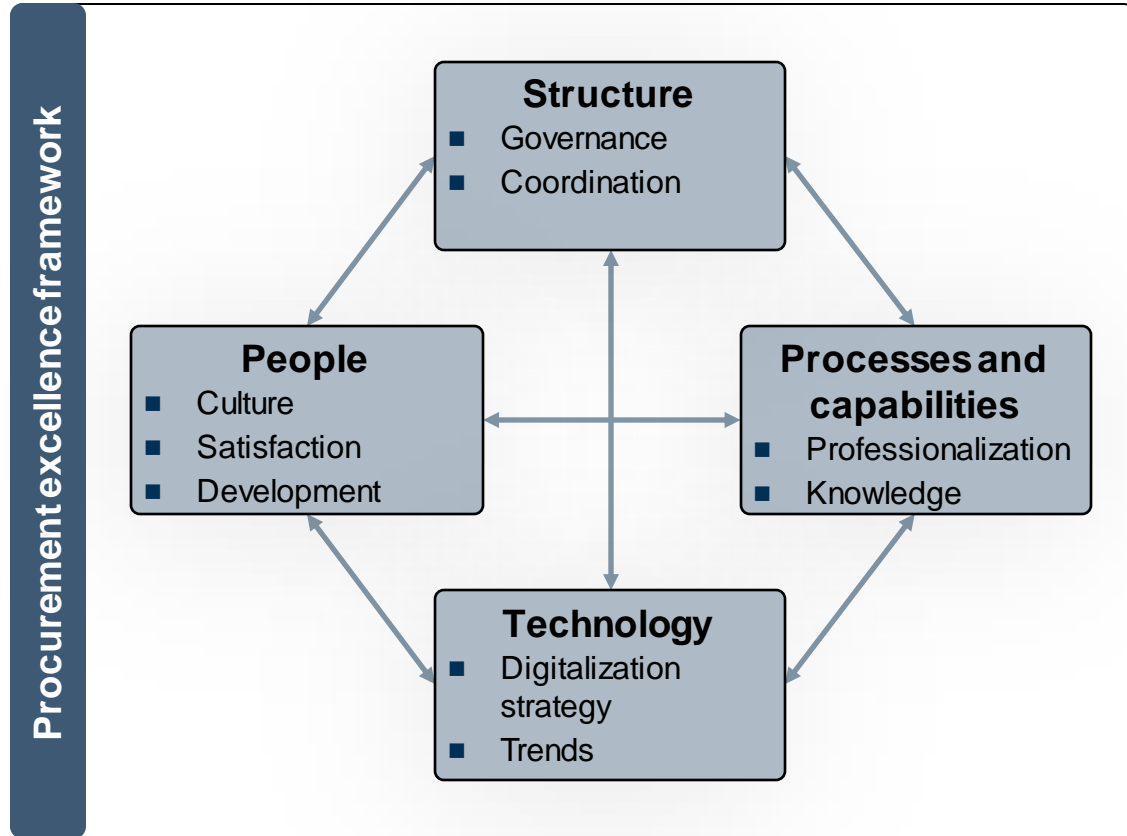 Procurement excellence framework
Structure
Governance
Coordination
People
Culture
Satisfaction
Development
Processes and
capabilities
Professionalization
Knowledge
Technology
Digitalization
strategy
Trends